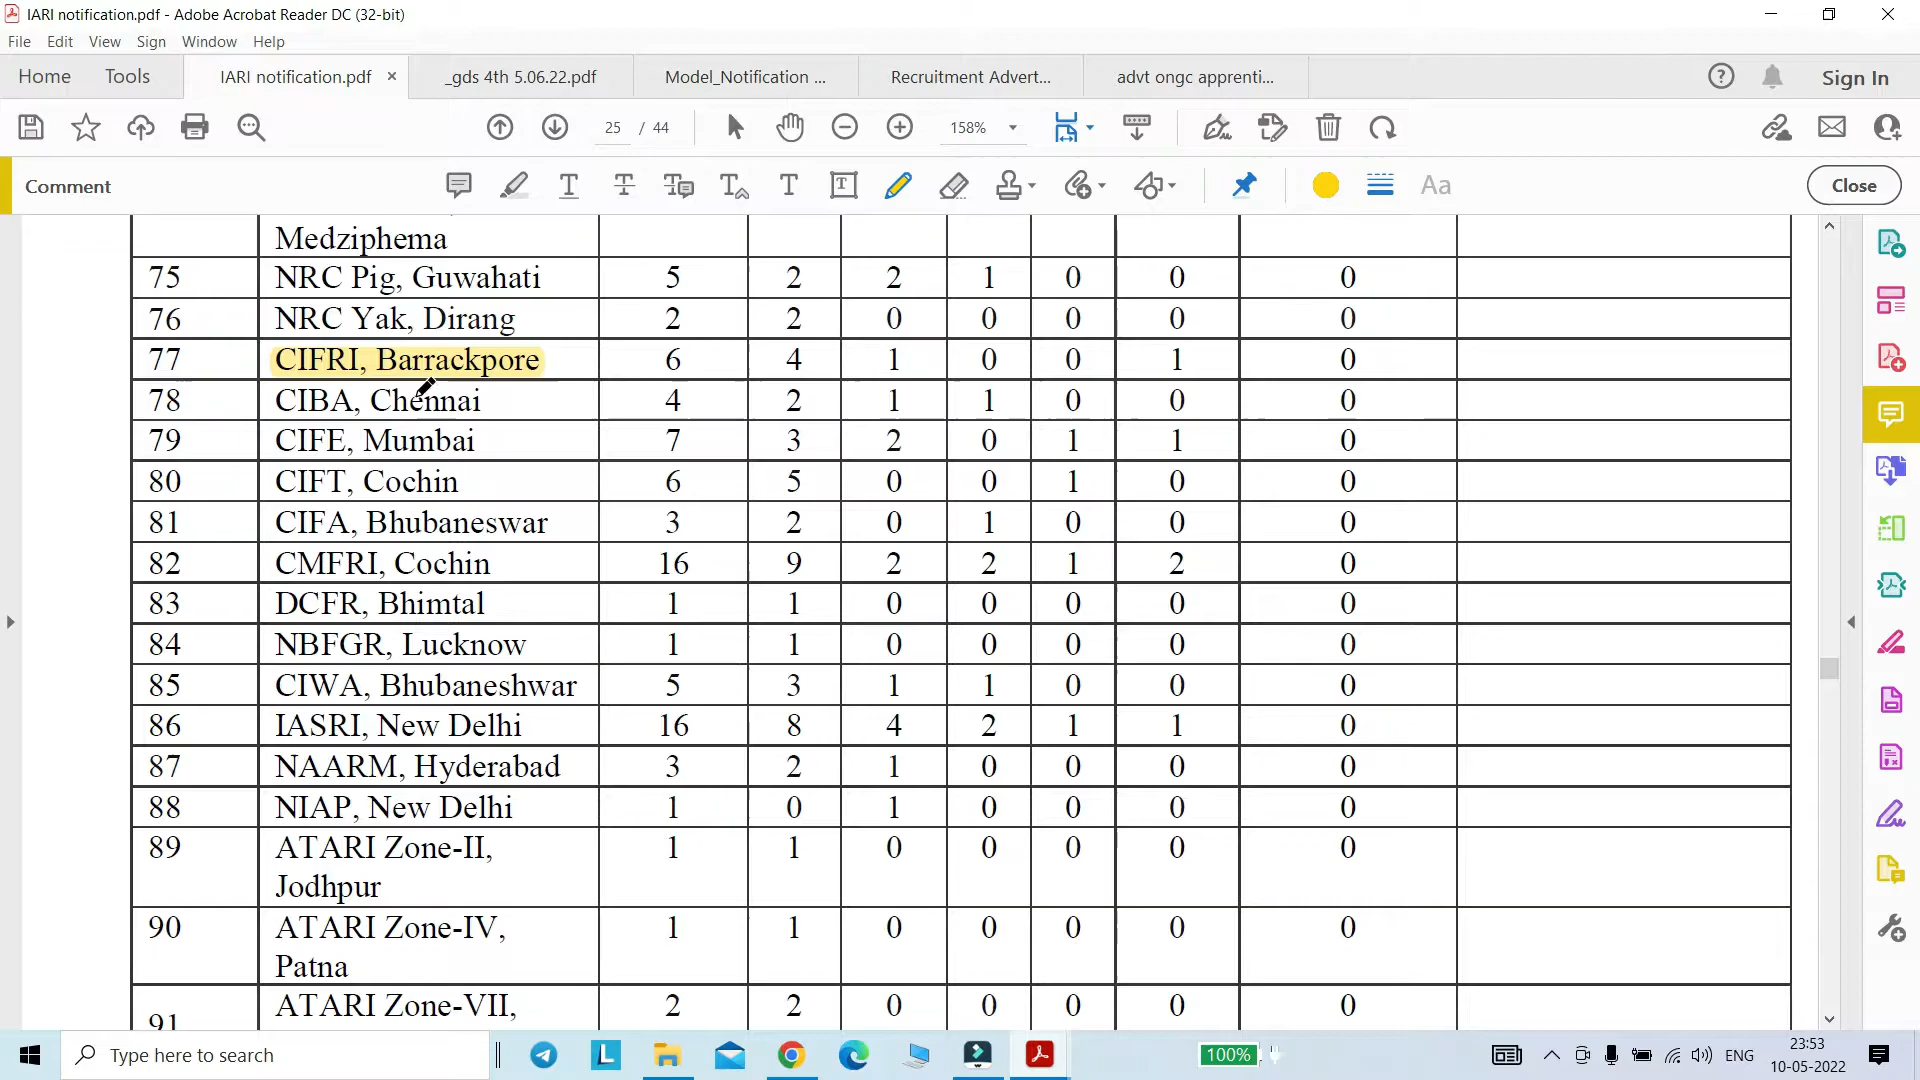 IARI notification.pdf - Adobe Acrobat Reader DC (32-bit)
File Edit View Sign Window Help
Home Tools IARI notification.pdf × _gds 4th 5.06.22.pdf Model_Notification ... Recruitment Advert... advt ongc apprenti... Sign In
25 / 44 158%
Comment Aa Close
Medziphema
75 NRC Pig, Guwahati 5 2 2 1 0 0 0
76 NRC Yak, Dirang 2 2 0 0 0 0 0
77 CIFRI, Barrackpore 6 4 1 0 0 1 0
78 CIBA, Chennai 4 2 1 1 0 0 0
79 CIFE, Mumbai 7 3 2 0 1 1 0
80 CIFT, Cochin 6 5 0 0 1 0 0
81 CIFA, Bhubaneswar 3 2 0 1 0 0 0
82 CMFRI, Cochin 16 9 2 2 1 2 0
83 DCFR, Bhimtal 1 1 0 0 0 0 0
84 NBFGR, Lucknow 1 1 0 0 0 0 0
85 CIWA, Bhubaneshwar 5 3 1 1 0 0 0
86 IASRI, New Delhi 16 8 4 2 1 1 0
87 NAARM, Hyderabad 3 2 1 0 0 0 0
88 NIAP, New Delhi 1 0 1 0 0 0 0
89 ATARI Zone-II, 1 1 0 0 0 0 0
Jodhpur
90 ATARI Zone-IV, 1 1 0 0 0 0 0
Patna
91 ATARI Zone-VII, 2 2 0 0 0 0 0
Type here to search 100% ENG 23:53
10-05-2022